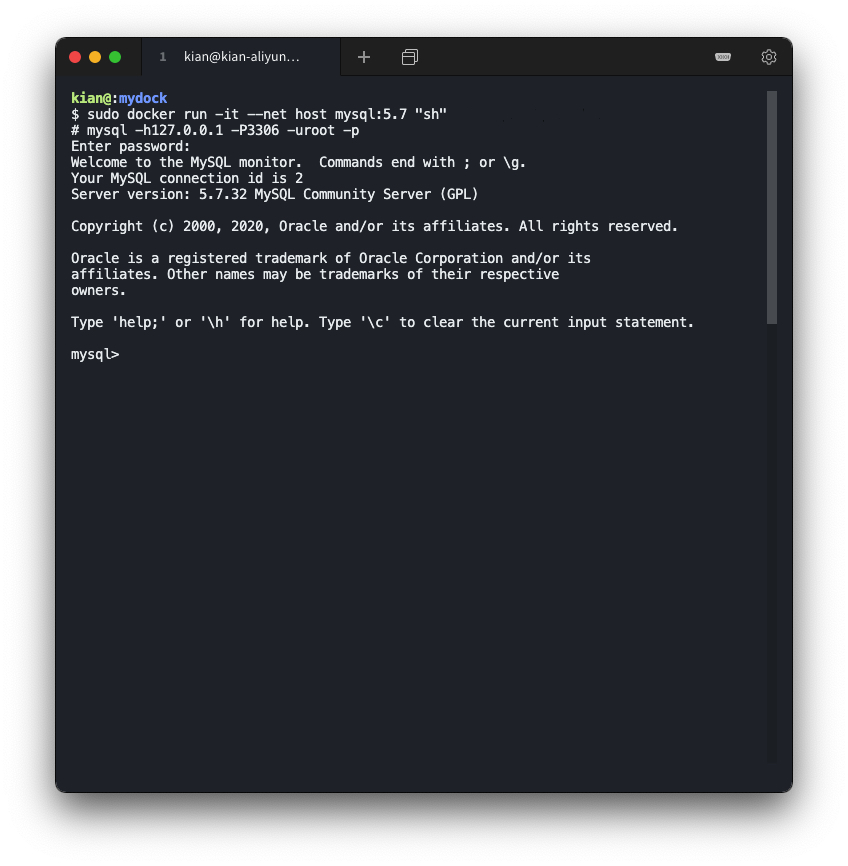 1 kian@kian-aliyun...
kian@:mydock
$ sudo docker run -it --net host mysql:5.7 "sh"
# mysql -h127.0.0.1 -P3306 -uroot -p
Enter password:
Welcome to the MySQL monitor.  Commands end with ; or \g.
Your MySQL connection id is 2
Server version: 5.7.32 MySQL Community Server (GPL)

Copyright (c) 2000, 2020, Oracle and/or its affiliates. All rights reserved.

Oracle is a registered trademark of Oracle Corporation and/or its
affiliates. Other names may be trademarks of their respective
owners.

Type 'help;' or '\h' for help. Type '\c' to clear the current input statement.

mysql>